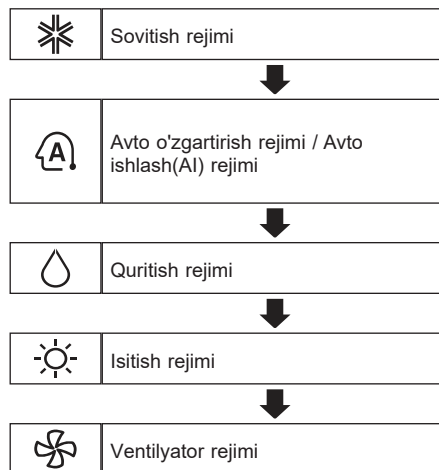 Sovitish rejimi
A
Avto o'zgartirish rejimi / Avto
ishlash(AI) rejimi
Quritish rejimi
Isitish rejimi
Ventilyator rejimi